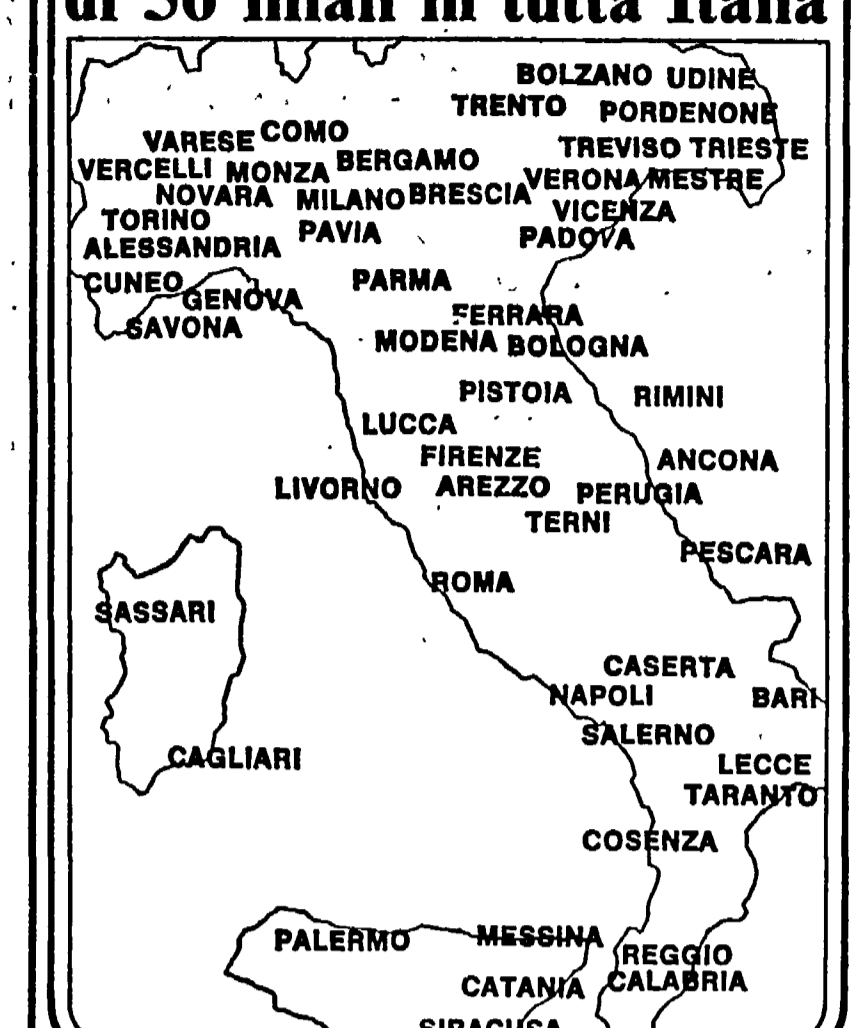 di 50 filiali in tutta Italia
BOLZANO UDINE
TRENTO PORDENONE
VARESE COMO
TREVISO TRIESTE
VERCELLI MONZA BERGAMO
VERONA MESTRE
NOVARA MILANO BRESCIA
VICENZA
TORINO
PAVIA
PADOVA
ALESSANDRIA
CUNEO
PARMA
GENOVA
FERRARA
SAVONA
MODENA BOLOGNA
PISTOIA RIMINI
LUCCA
FIRENZE ANCONA
LIVORNO AREZZO PERUGIA
TERNI
PESCARA
ROMA
SASSARI
CASERTA
NAPOLI BARI
SALERNO
CAGLIARI
LECCE
TARANTO
COSENZA
PALERMO MESSINA
REGGIO
CALABRIA
CATANIA
SIRACUSA